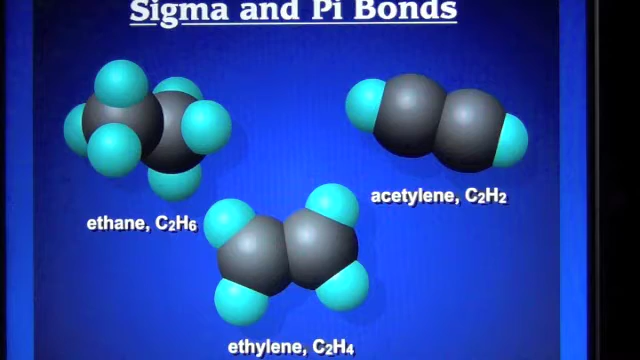 Sigma and Pi Bonds
acetylene, C2H2
ethane, C2H6
ethylene, C2H4